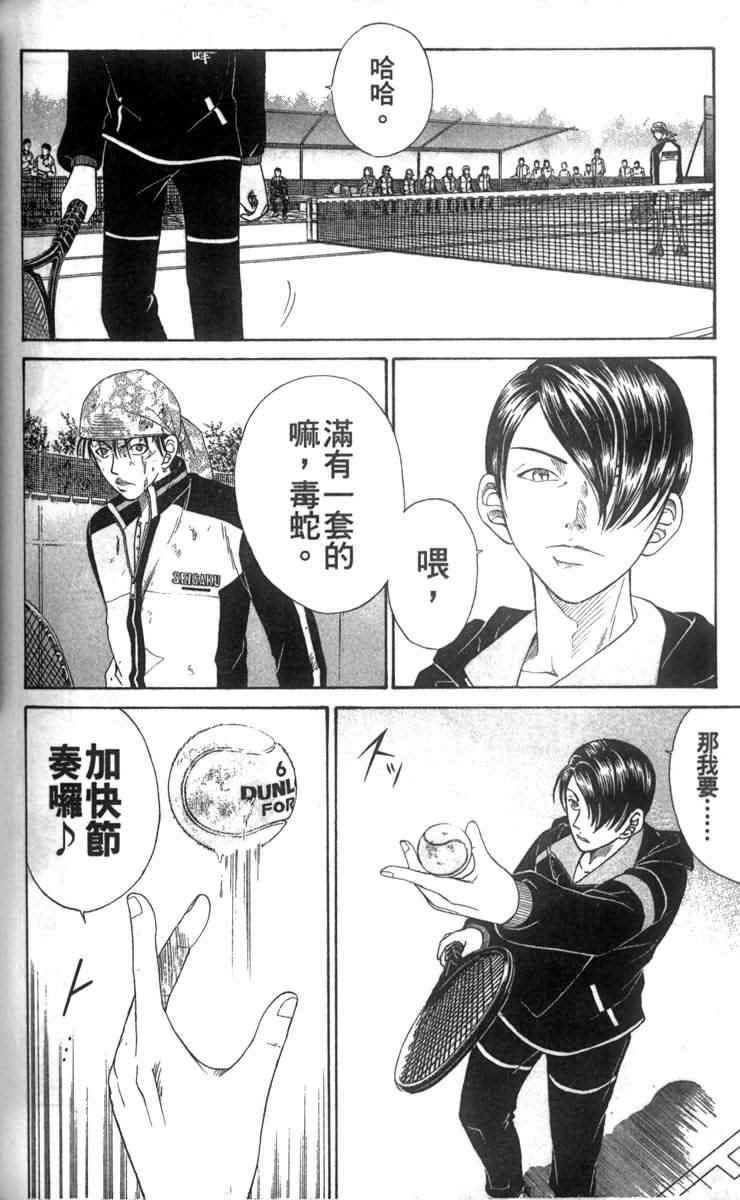 哈哈。
喂，
滿有一套的
嘛，毒蛇。
SEIGAKU
那我要⋯⋯
6
DUNL
FOR
加快節
奏囉♪